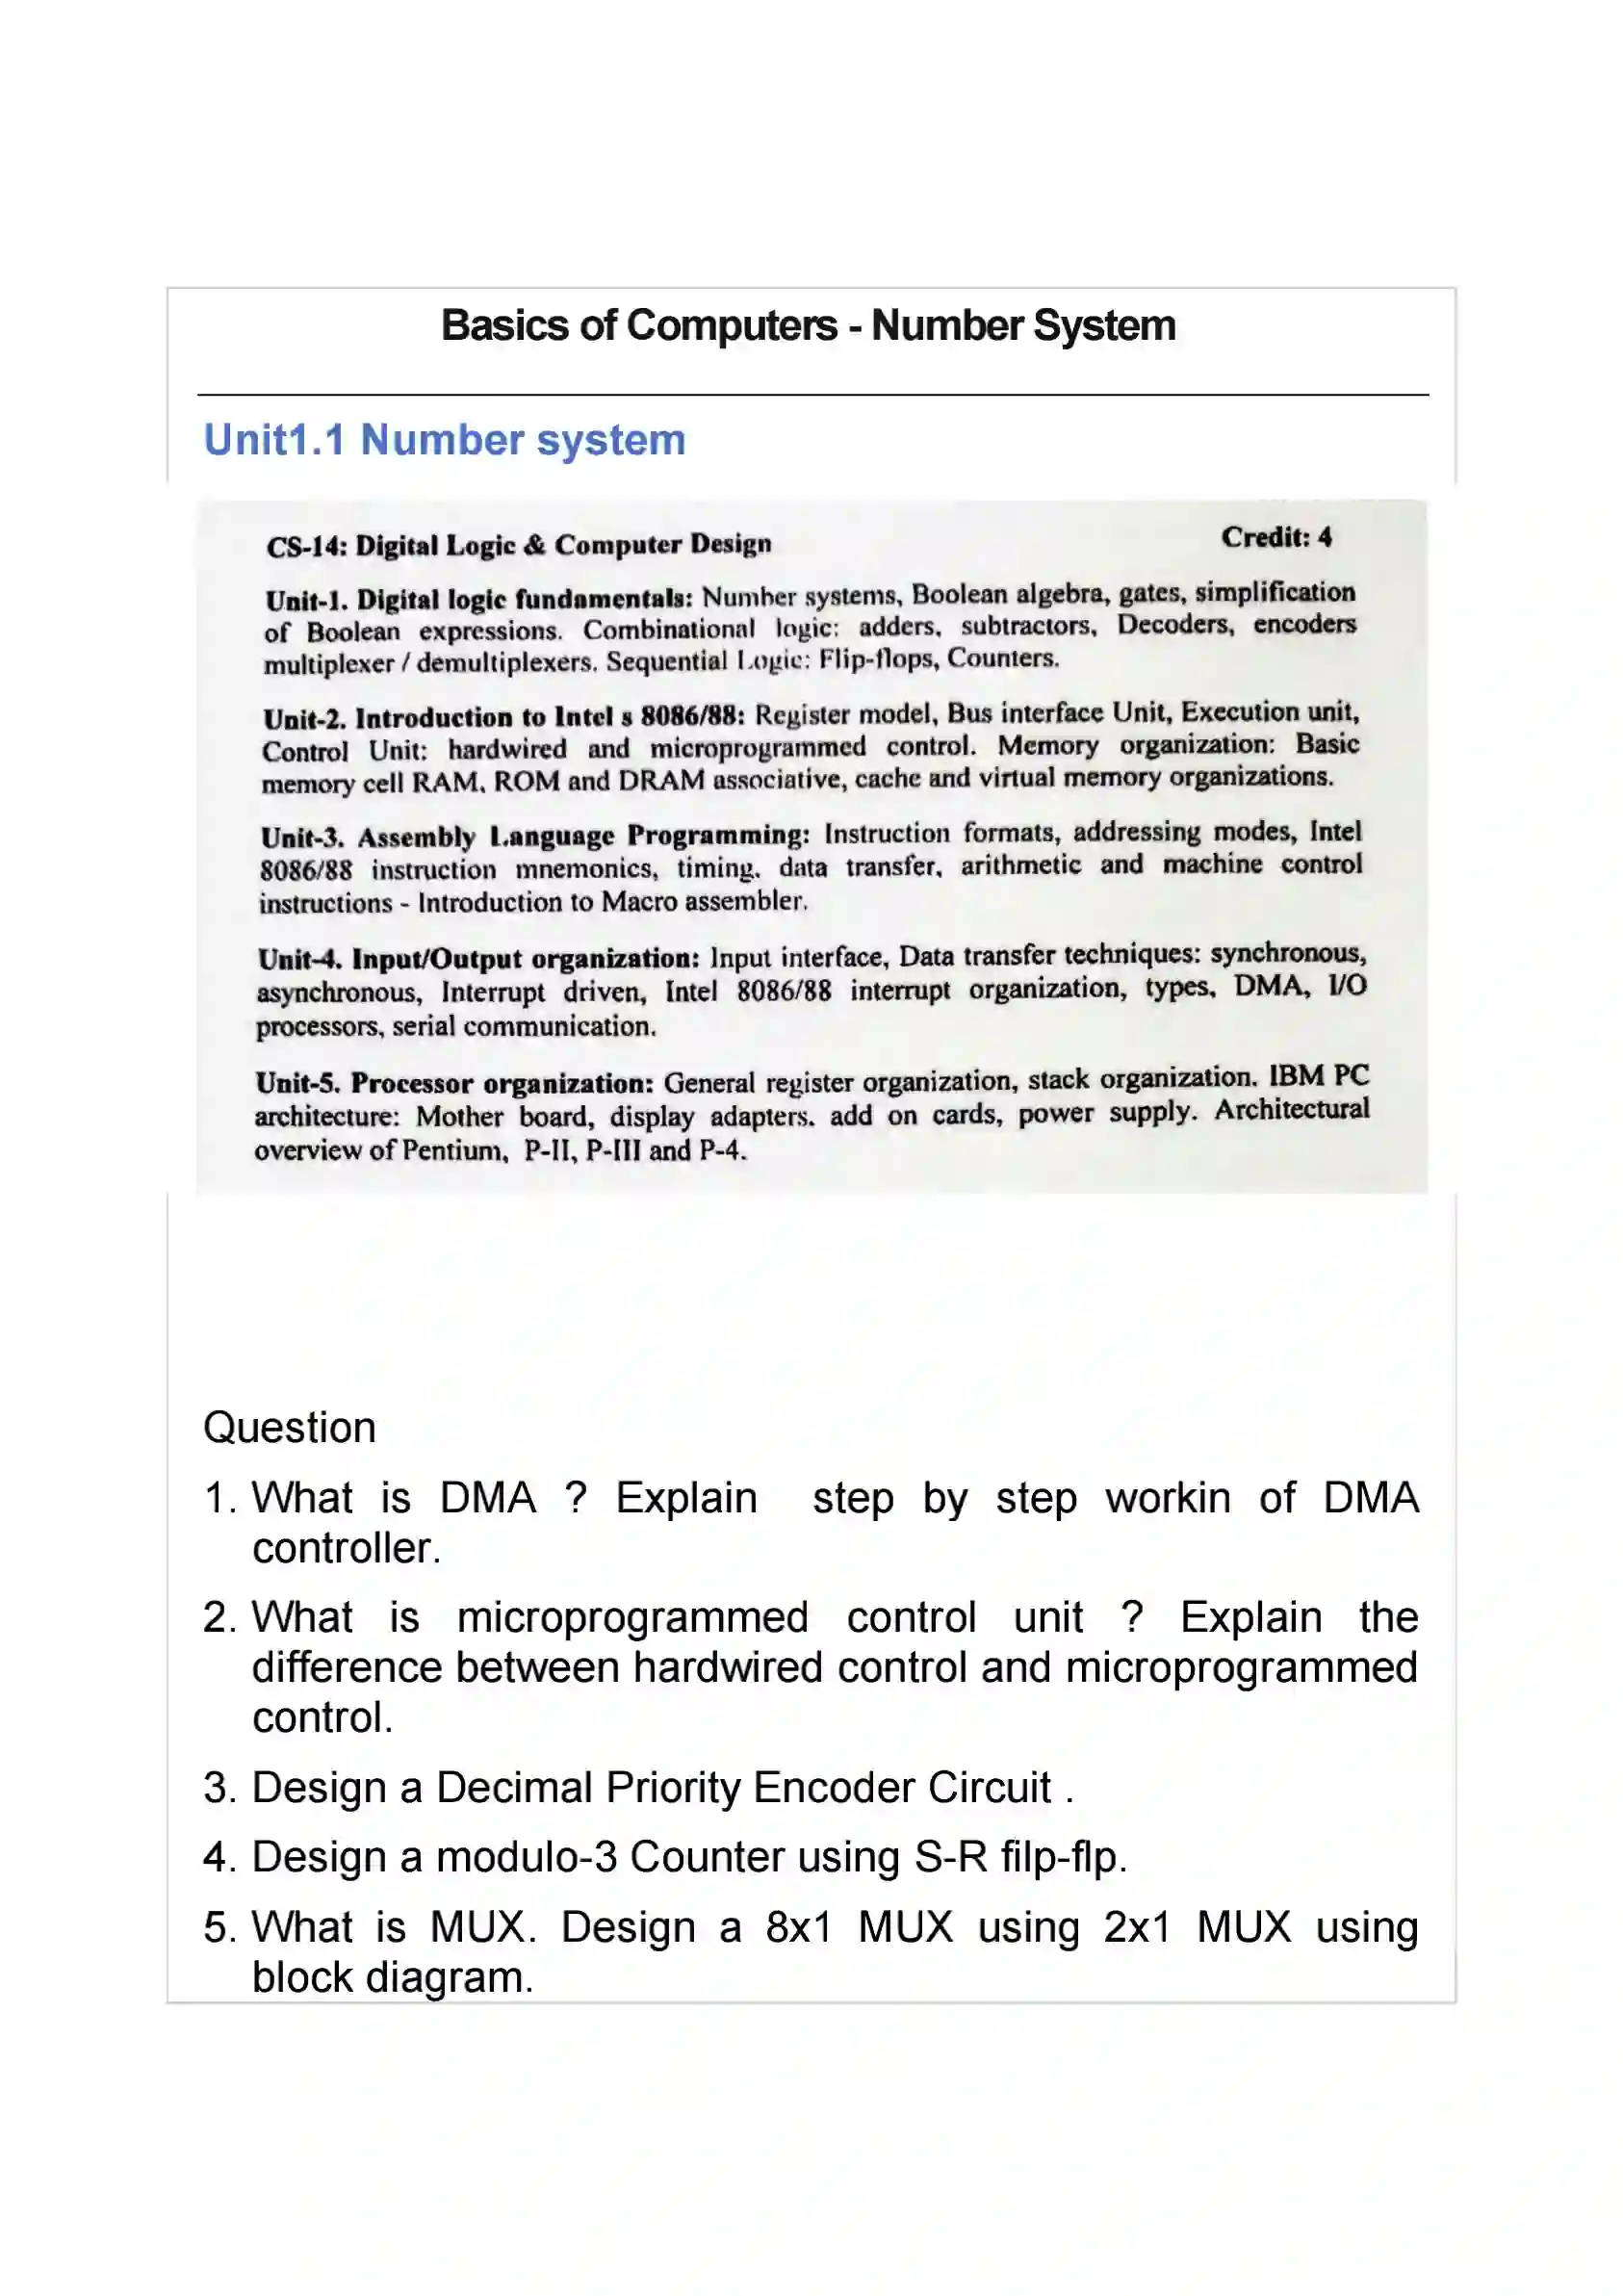 Basics of Computers - Number System
Unit1.1 Number system
CS-14: Digital Logic & Computer Design Credit: 4
Unit-1. Digital logic fundamentals: Number systems, Boolean algebra, gates, simplification
of Boolean expressions. Combinational logic: adders, subtractors, Decoders, encoders
multiplexer / demultiplexers. Sequential Logic: Flip-flops, Counters.
Unit-2. Introduction to Intel s 8086/88: Register model, Bus interface Unit, Execution unit,
Control Unit: hardwired and microprogrammed control. Memory organization: Basic
memory cell RAM, ROM and DRAM associative, cache and virtual memory organizations.
Unit-3. Assembly Language Programming: Instruction formats, addressing modes, Intel
8086/88 instruction mnemonics, timing, data transfer, arithmetic and machine control
instructions - Introduction to Macro assembler.
Unit-4. Input/Output organization: Input interface, Data transfer techniques: synchronous,
asynchronous, Interrupt driven, Intel 8086/88 interrupt organization, types, DMA, I/O
processors, serial communication.
Unit-5. Processor organization: General register organization, stack organization. IBM PC
architecture: Mother board, display adapters. add on cards, power supply. Architectural
overview of Pentium, P-II, P-III and P-4.
Question
1. What is DMA ? Explain step by step workin of DMA
controller.
2. What is microprogrammed control unit ? Explain the
difference between hardwired control and microprogrammed
control.
3. Design a Decimal Priority Encoder Circuit .
4. Design a modulo-3 Counter using S-R filp-flp.
5. What is MUX. Design a 8x1 MUX using 2x1 MUX using
block diagram.